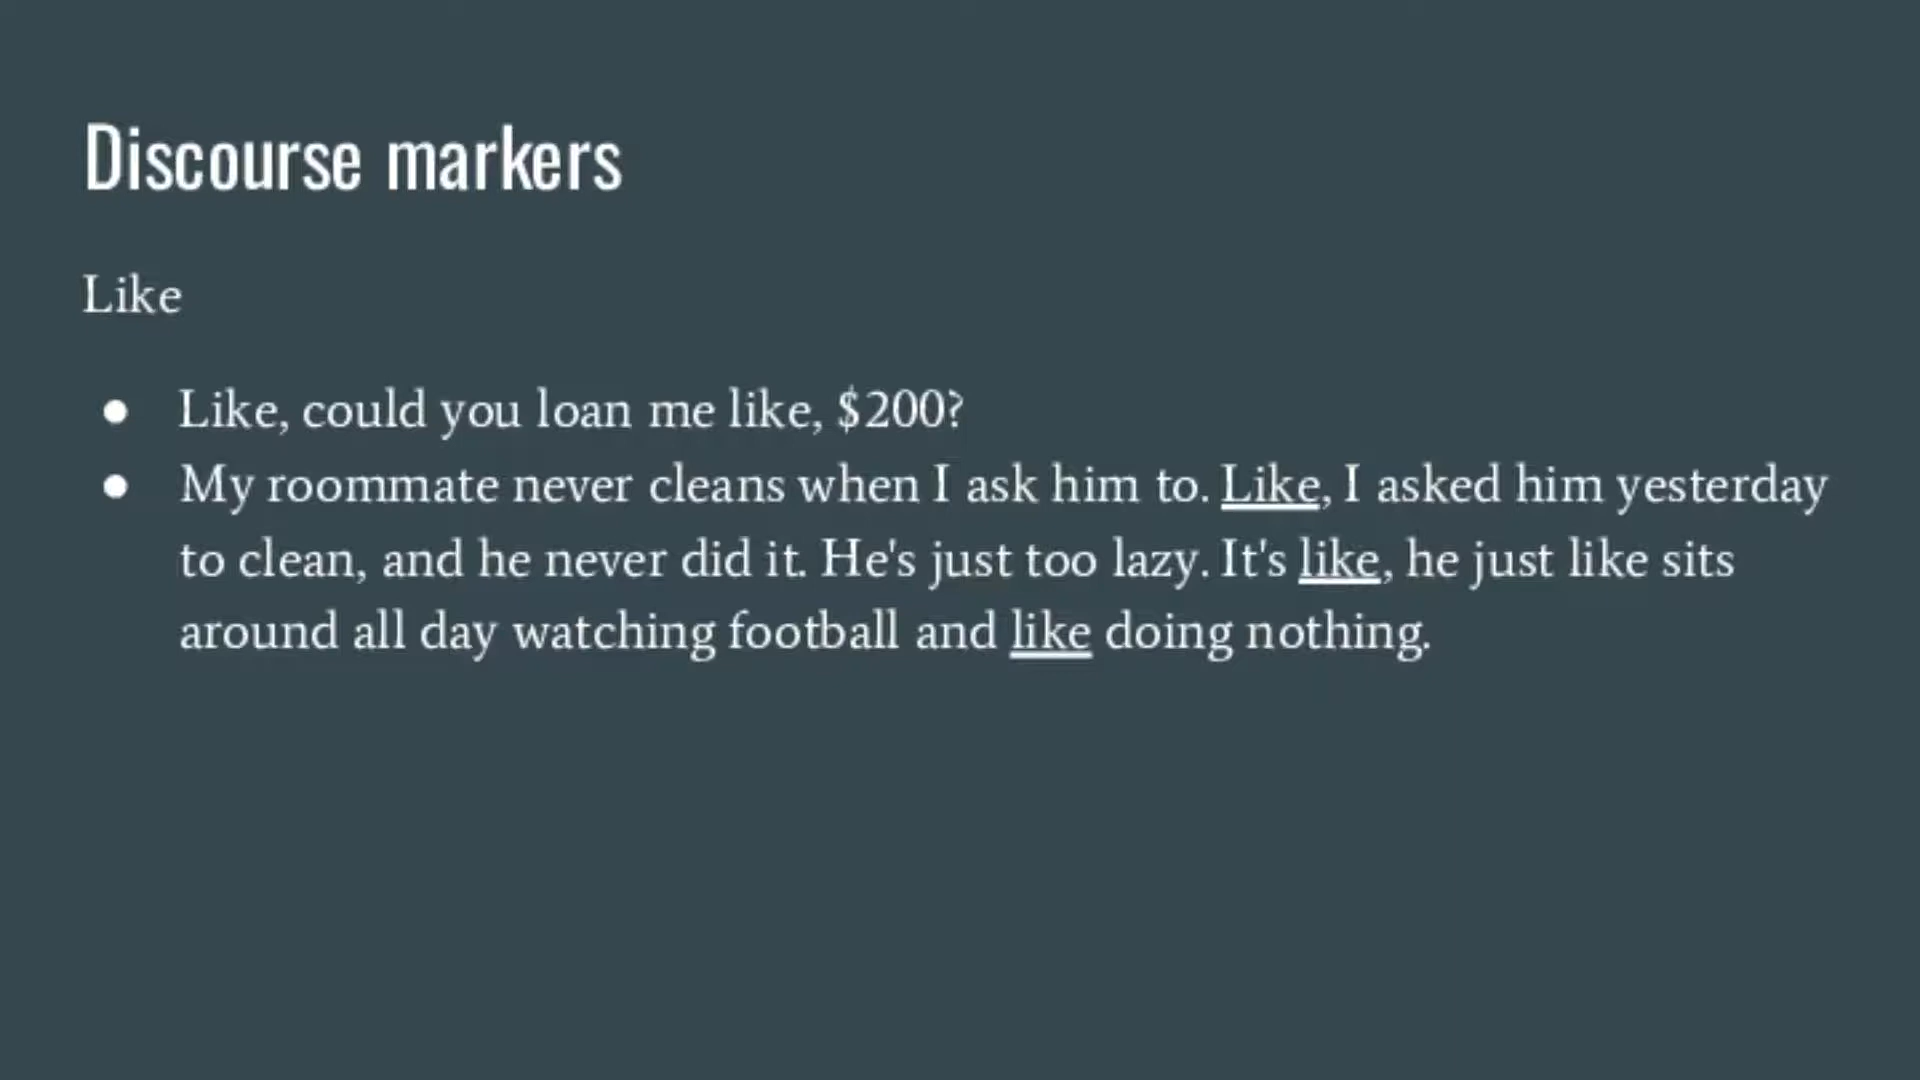 Discourse markers
Like
● Like, could you loan me like, $200?
● My roommate never cleans when I ask him to. Like, I asked him yesterday
to clean, and he never did it. He's just too lazy. It's like, he just like sits
around all day watching football and like doing nothing.